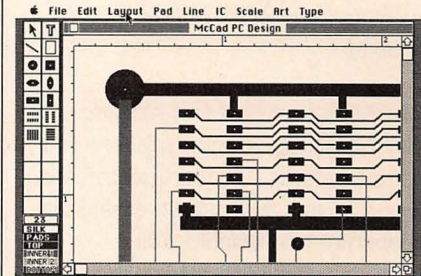 File Edit Layout Pad Line IC Scale Art Type
McCad PC Design
T
1
2
1
23
SILK
PADS
TOP
INNER 1
INNER 2